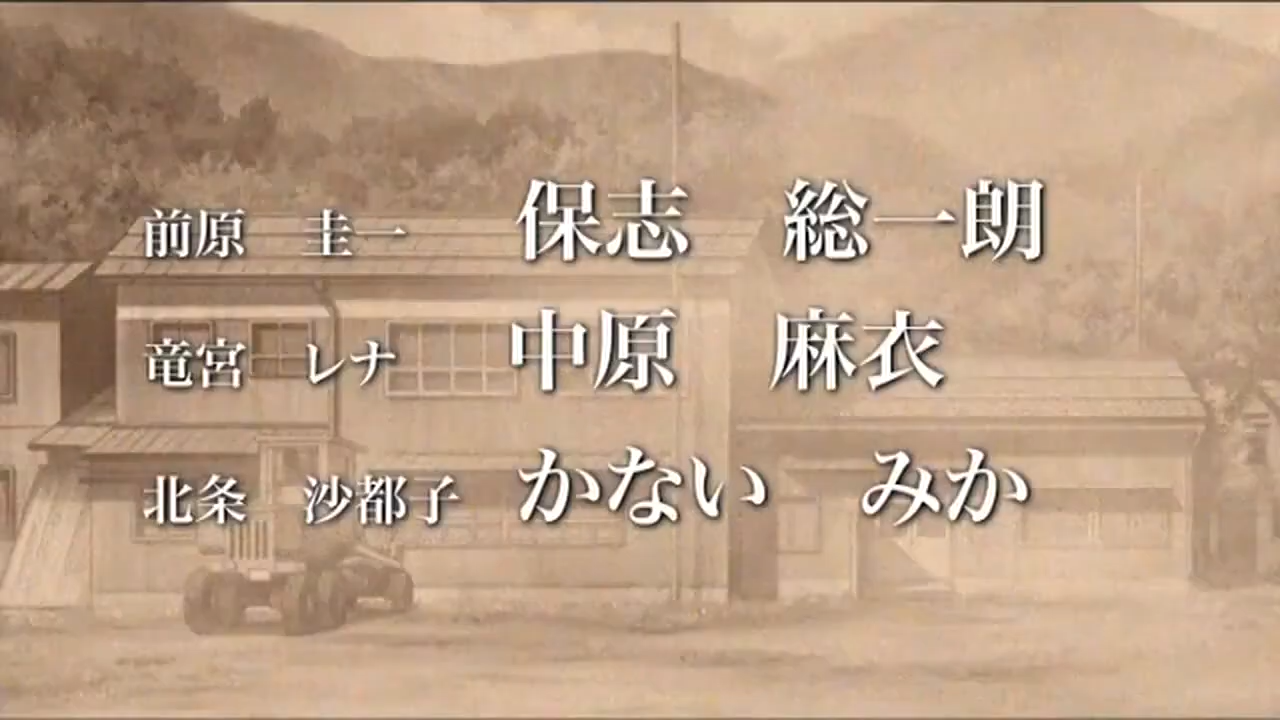 前原　圭一　保志　総一朗
竜宮　レナ　中原　麻衣
北条　沙都子　かない　みか